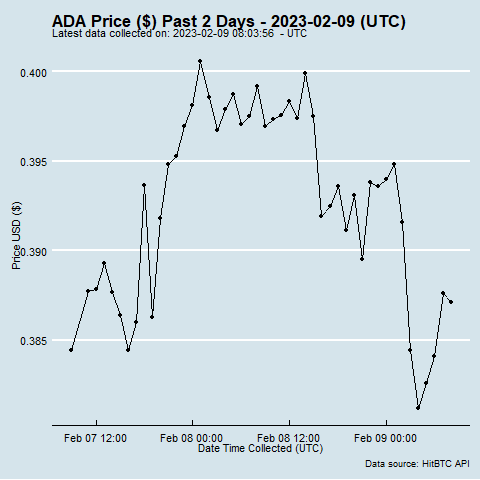 ADA Price ($) Past 2 Days - 2023-02-09 (UTC)
Latest data collected on: 2023-02-09 08:03:56 - UTC
0.400
0.395
0.390
0.385
Price USD ($)
Feb 07 12:00
Feb 08 00:00
Feb 08 12:00
Feb 09 00:00
Date Time Collected (UTC)
Data source: HitBTC API